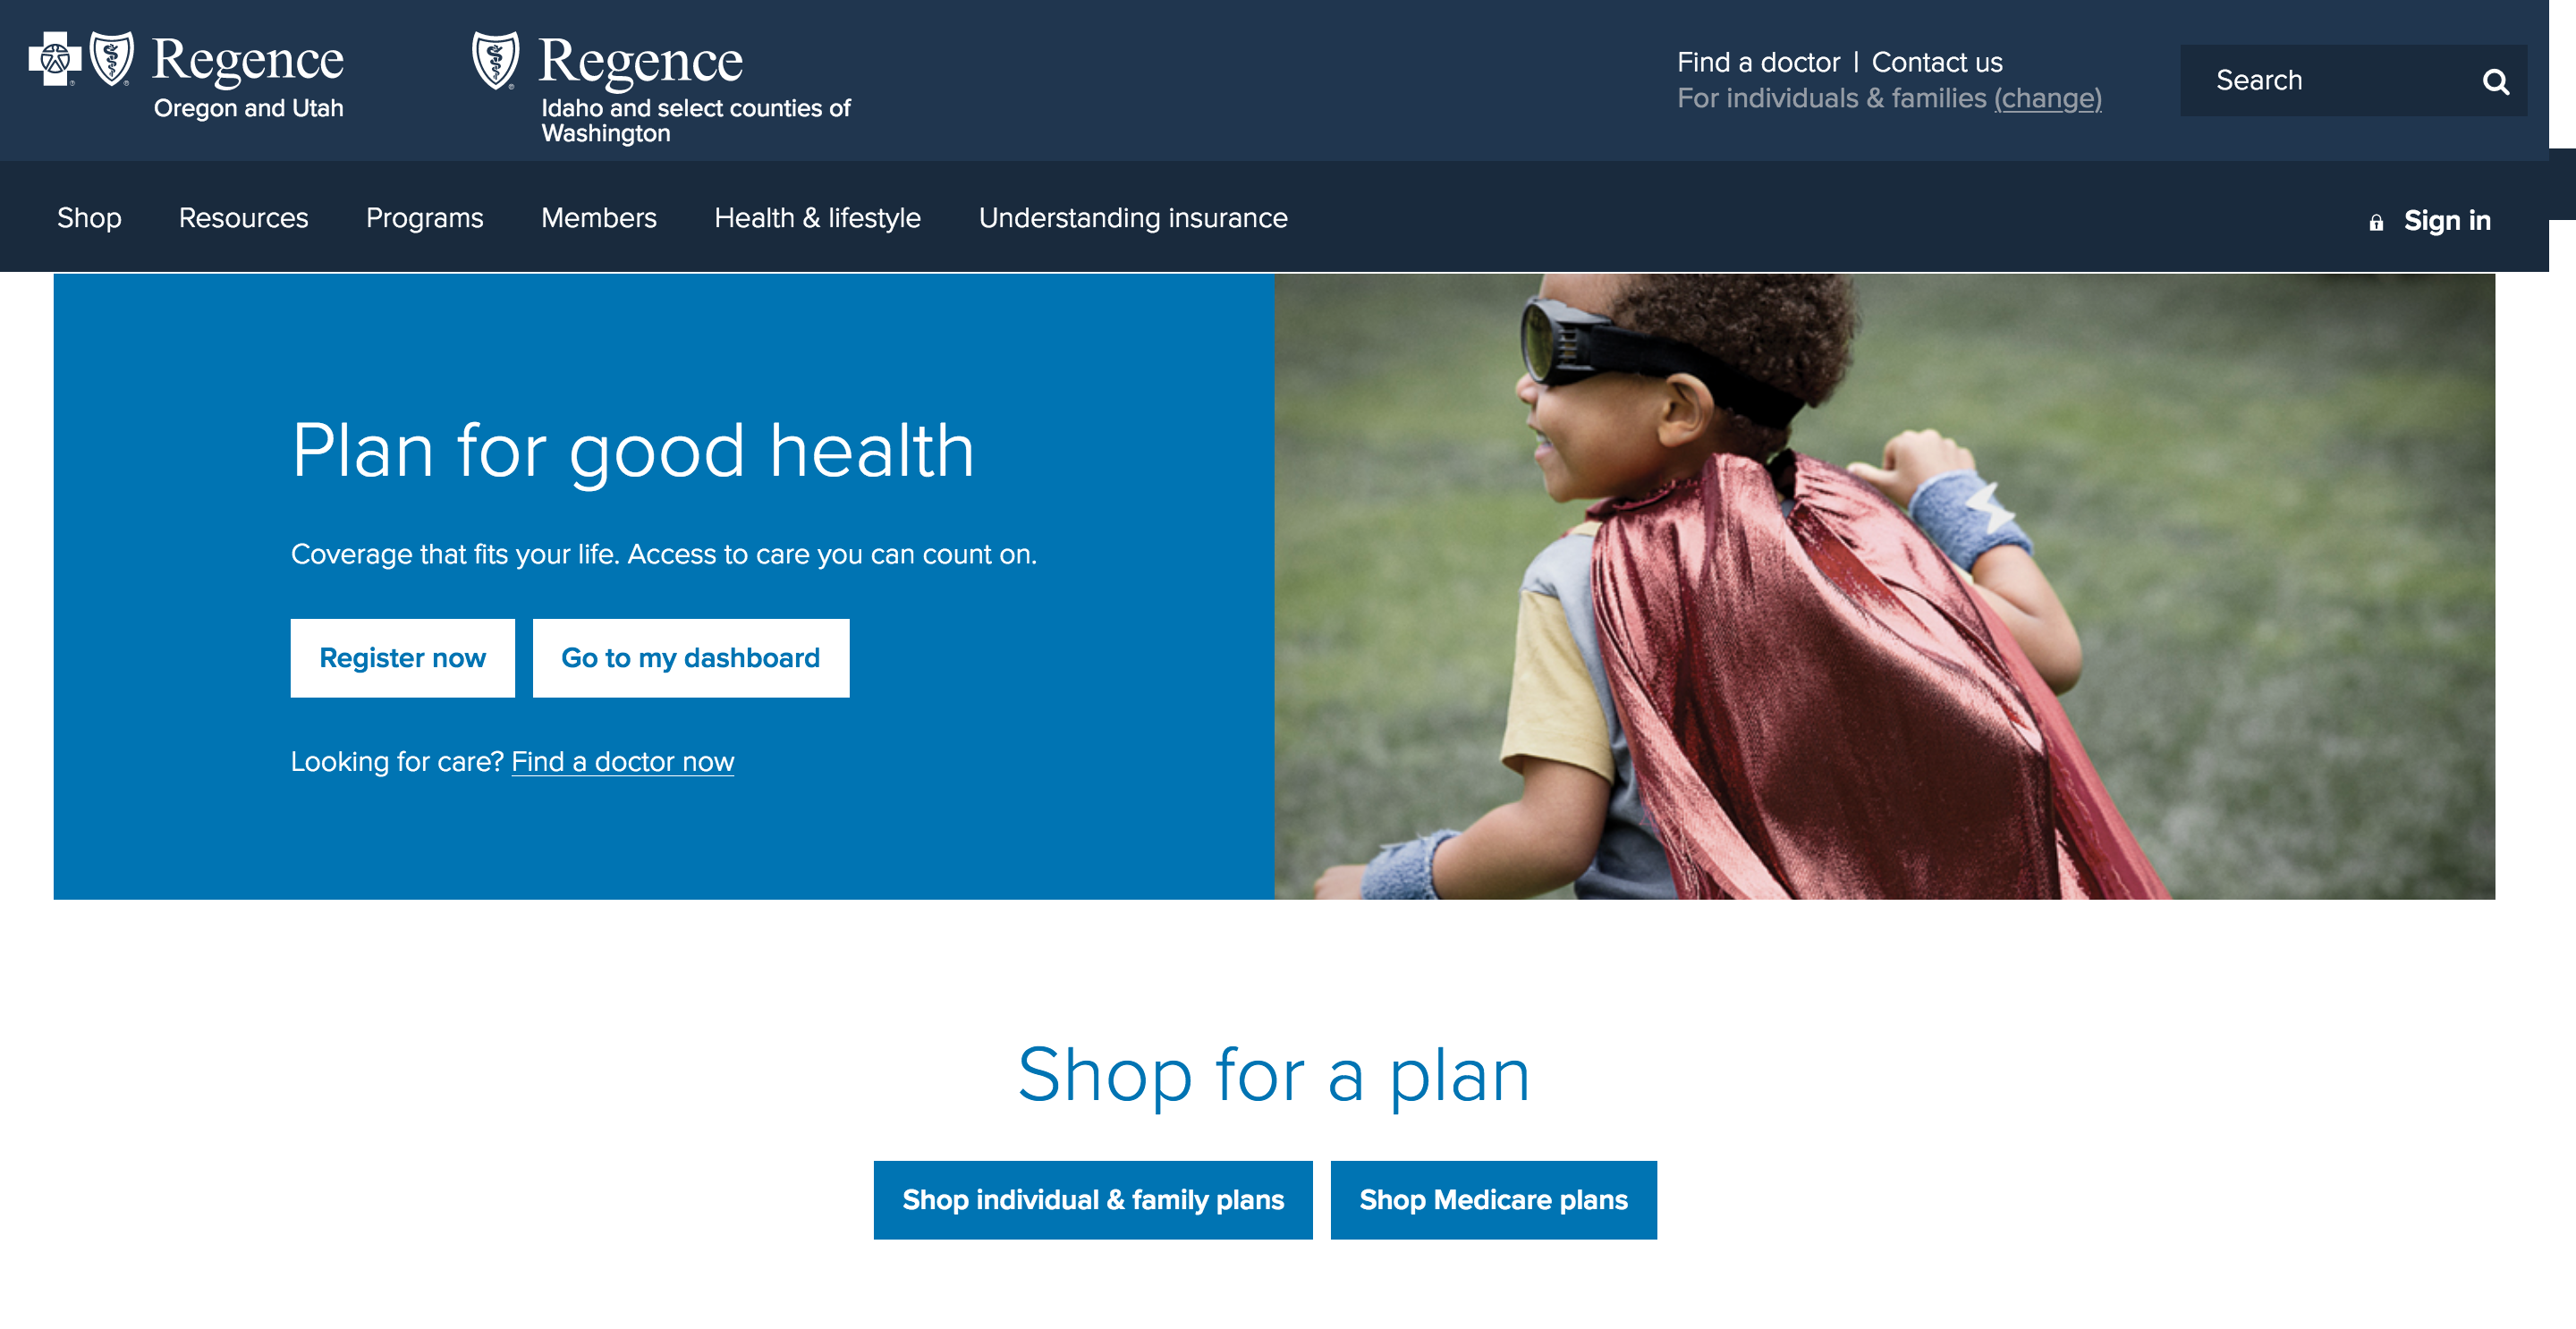 Regence
Oregon and Utah
Regence
Idaho and select counties of
Washington
Find a doctor | Contact us
For individuals & families (change)
Search
Shop
Resources
Programs
Members
Health & lifestyle
Understanding insurance
Sign in
Plan for good health
Coverage that fits your life. Access to care you can count on.
Register now
Go to my dashboard
Looking for care? Find a doctor now
Shop for a plan
Shop individual & family plans
Shop Medicare plans